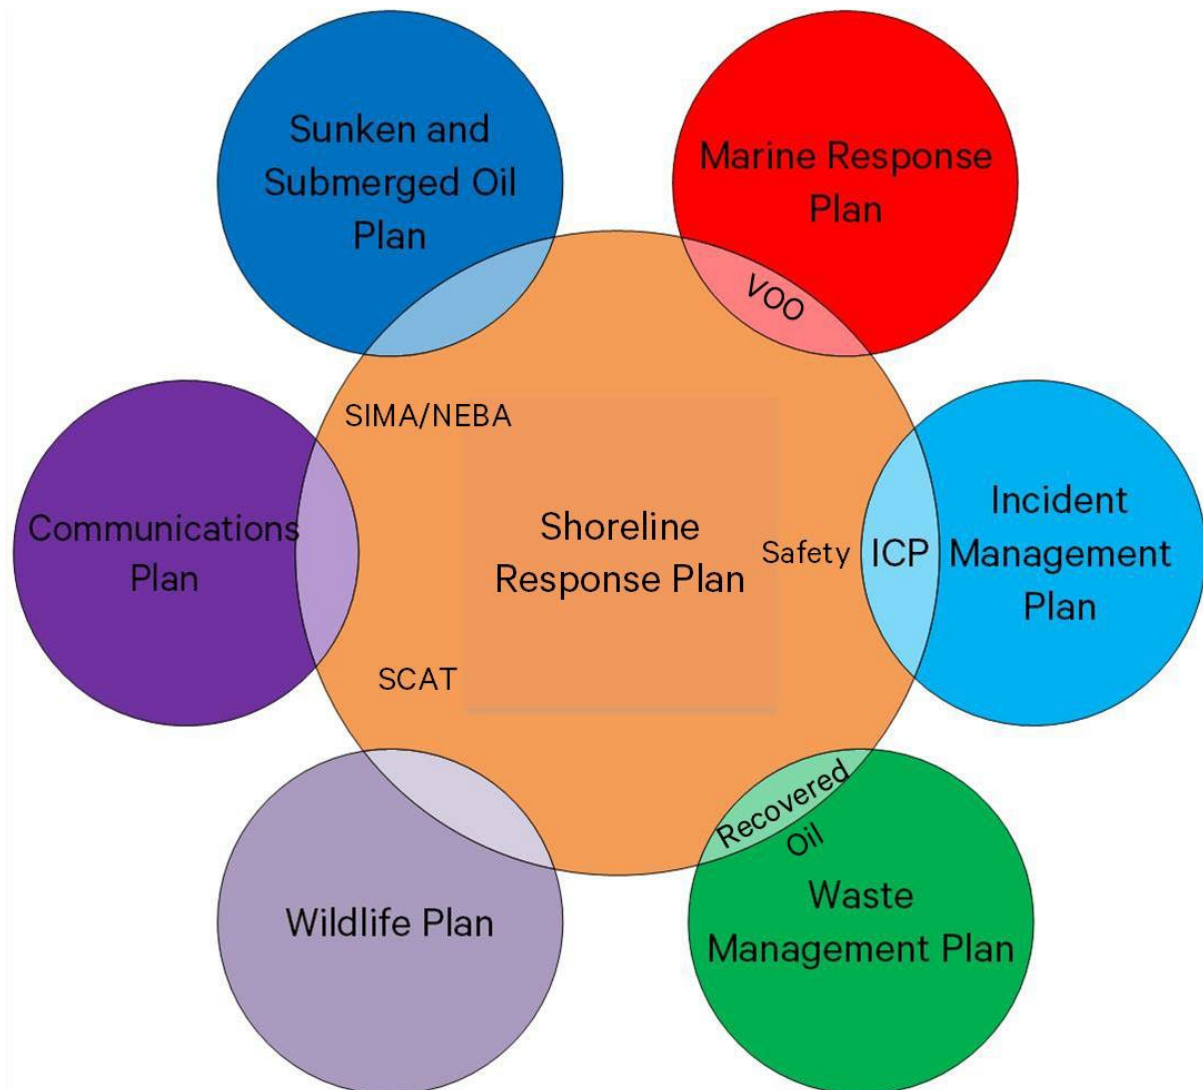 Sunken and
Submerged Oil
Plan
Marine Response
Plan
VOO
SIMA/NEBA
Communications
Plan
Shoreline
Response Plan
Safety
ICP
Incident
Management
Plan
SCAT
Recovered
Oil
Wildlife Plan
Waste
Management Plan